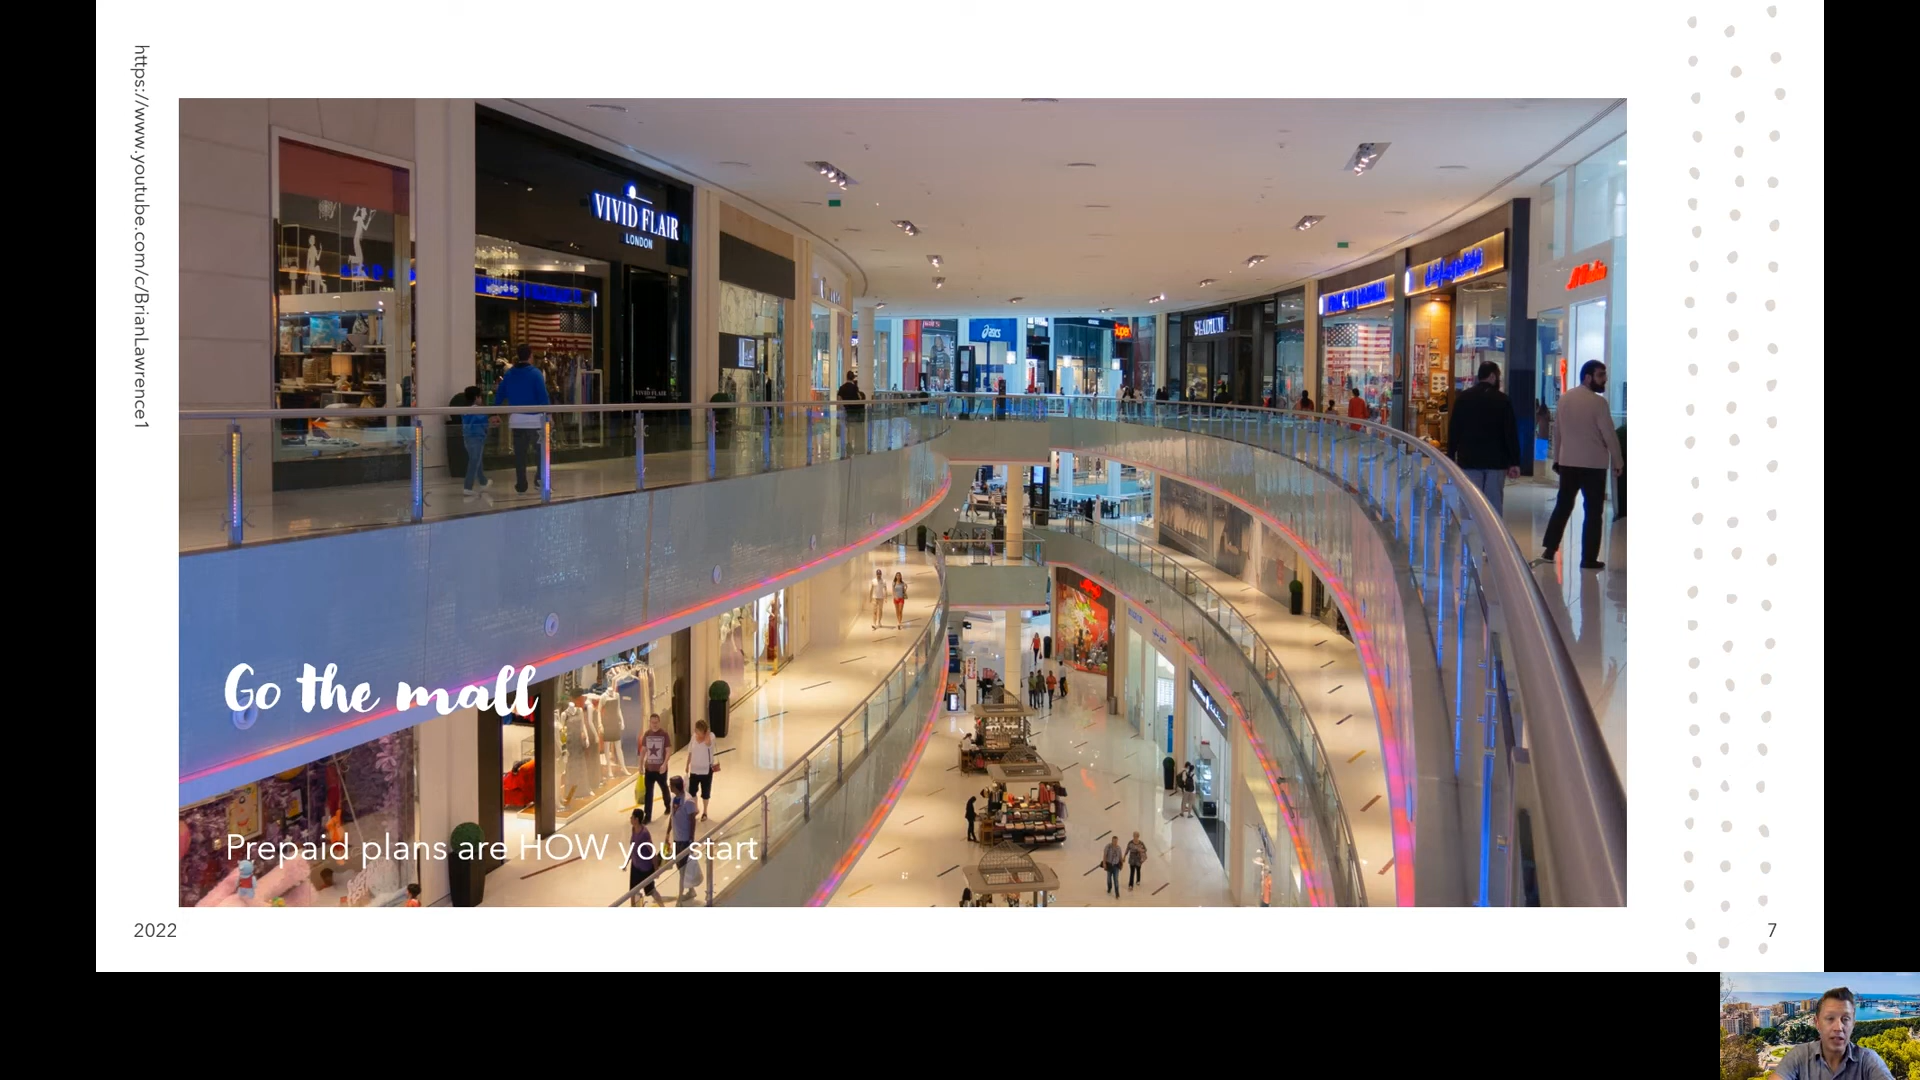 https://www.youtube.com/c/BrianLawrence1
VIVID FLAIR
LONDON
asics
STADIUM
Go the mall
Prepaid plans are HOW you start
2022
7